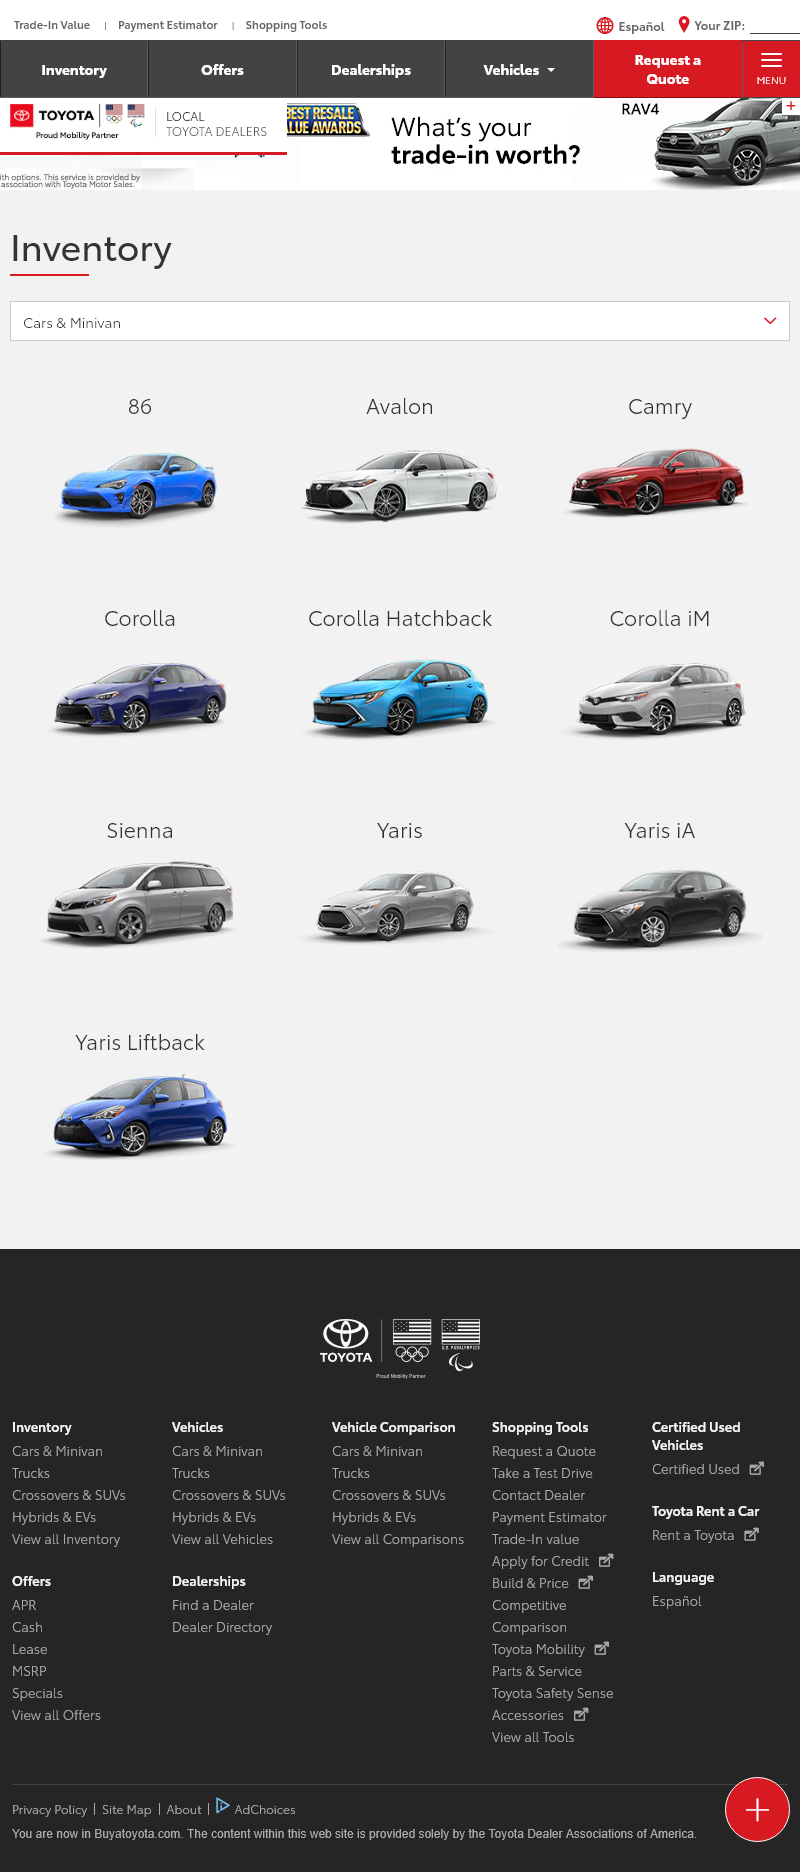 Trade-In Value | Payment Estimator | Shopping Tools
Español Your ZIP:
Inventory Offers Dealerships Vehicles
Request a
Quote
MENU
TOYOTA
Proud Mobility Partner
LOCAL
TOYOTA DEALERS
BEST RESALE
ALUE AWARDS
What's your
trade-in worth?
RAV4
ith options. This service is provided by
association with Toyota Motor Sales.
Inventory
Cars & Minivan
86 Avalon Camry
Corolla Corolla Hatchback Corolla iM
Sienna Yaris Yaris iA
Yaris Liftback
TOYOTA
U.S. PARALYMPICS
Proud Mobility Partner
Inventory
Cars & Minivan
Trucks
Crossovers & SUVs
Hybrids & EVs
View all Inventory
Offers
APR
Cash
Lease
MSRP
Specials
View all Offers
Vehicles
Cars & Minivan
Trucks
Crossovers & SUVs
Hybrids & EVs
View all Vehicles
Dealerships
Find a Dealer
Dealer Directory
Vehicle Comparison
Cars & Minivan
Trucks
Crossovers & SUVs
Hybrids & EVs
View all Comparisons
Shopping Tools
Request a Quote
Take a Test Drive
Contact Dealer
Payment Estimator
Trade-In value
Apply for Credit
Build & Price
Competitive
Comparison
Toyota Mobility
Parts & Service
Toyota Safety Sense
Accessories
View all Tools
Certified Used
Vehicles
Certified Used
Toyota Rent a Car
Rent a Toyota
Language
Español
Privacy Policy | Site Map | About | AdChoices
You are now in Buyatoyota.com. The content within this web site is provided solely by the Toyota Dealer Associations of America.